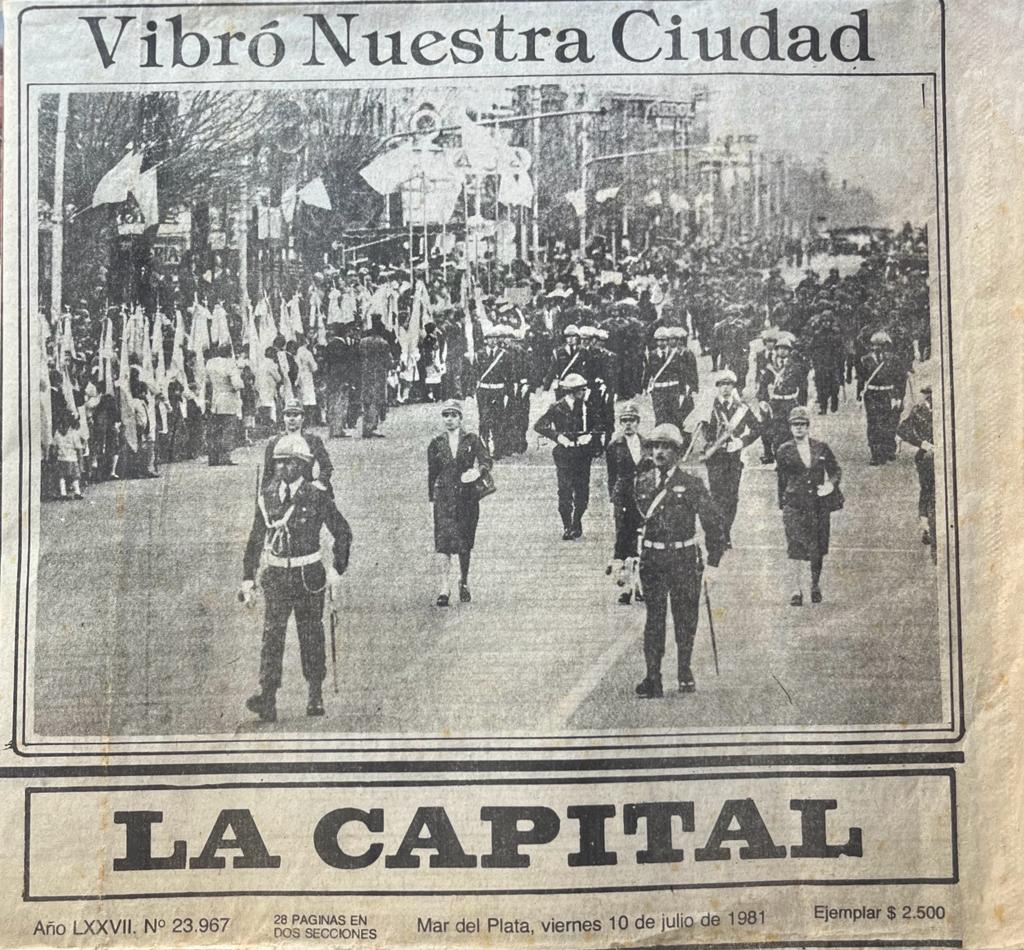 Vibró Nuestra Ciudad
LA CAPITAL
Año LXXVII. Nº 23.967
28 PAGINAS EN
DOS SECCIONES
Mar del Plata, viernes 10 de julio de 1981
Ejemplar $ 2.500